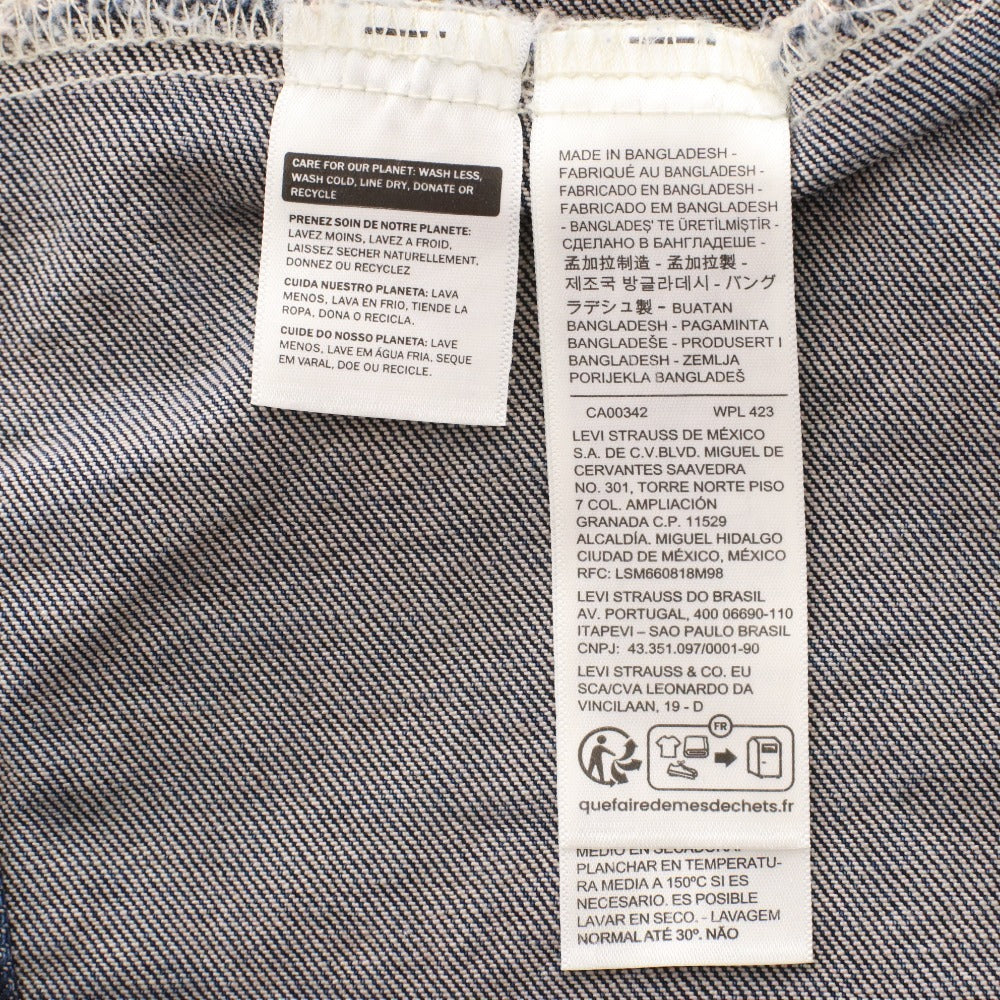 CARE FOR OUR PLANET: WASH LESS,
WASH COLD, LINE DRY, DONATE OR
RECYCLE
PRENEZ SOIN DE NOTRE PLANETE:
LAVEZ MOINS, LAVEZ A FROID,
LAISSEZ SECHER NATURELLEMENT,
DONNEZ OU RECYCLEZ
CUIDA NUESTRO PLANETA: LAVA
MENOS, LAVA EN FRIO, TIENDE LA
ROPA, DONA O RECICLA.
CUIDE DO NOSSO PLANETA: LAVE
MENOS, LAVE EM ÁGUA FRIA, SEQUE
EM VARAL, DOE OU RECICLE.
MADE IN BANGLADESH -
FABRIQUÉ AU BANGLADESH -
FABRICADO EN BANGLADESH -
FABRICADO EM BANGLADESH
- BANGLADEŞ' TE ÜRETİLMİŞTİR -
СДЕЛАНО В БАНГЛАДЕШЕ -
孟加拉制造 - 孟加拉製 -
제조국 방글라데시 - バング
ラデシュ製 - BUATAN
BANGLADESH - PAGAMINTA
BANGLADEŠE - PRODUSERT I
BANGLADESH - ZEMLJA
PORIJEKLA BANGLADEŠ
CA00342 WPL 423
LEVI STRAUSS DE MÉXICO
S.A. DE C.V.BLVD. MIGUEL DE
CERVANTES SAAVEDRA
NO. 301, TORRE NORTE PISO
7 COL. AMPLIACIÓN
GRANADA C.P. 11529
ALCALDÍA. MIGUEL HIDALGO
CIUDAD DE MÉXICO, MÉXICO
RFC: LSM660818M98
LEVI STRAUSS DO BRASIL
AV. PORTUGAL, 400 06690-110
ITAPEVI – SAO PAULO BRASIL
CNPJ: 43.351.097/0001-90
LEVI STRAUSS & CO. EU
SCA/CVA LEONARDO DA
VINCILAAN, 19 - D
FR
quefairedemesdechets.fr
MEDIO EN SECADORA.
PLANCHAR EN TEMPERATU-
RA MEDIA A 150ºC SI ES
NECESARIO. ES POSIBLE
LAVAR EN SECO. - LAVAGEM
NORMAL ATÉ 30º. NÃO